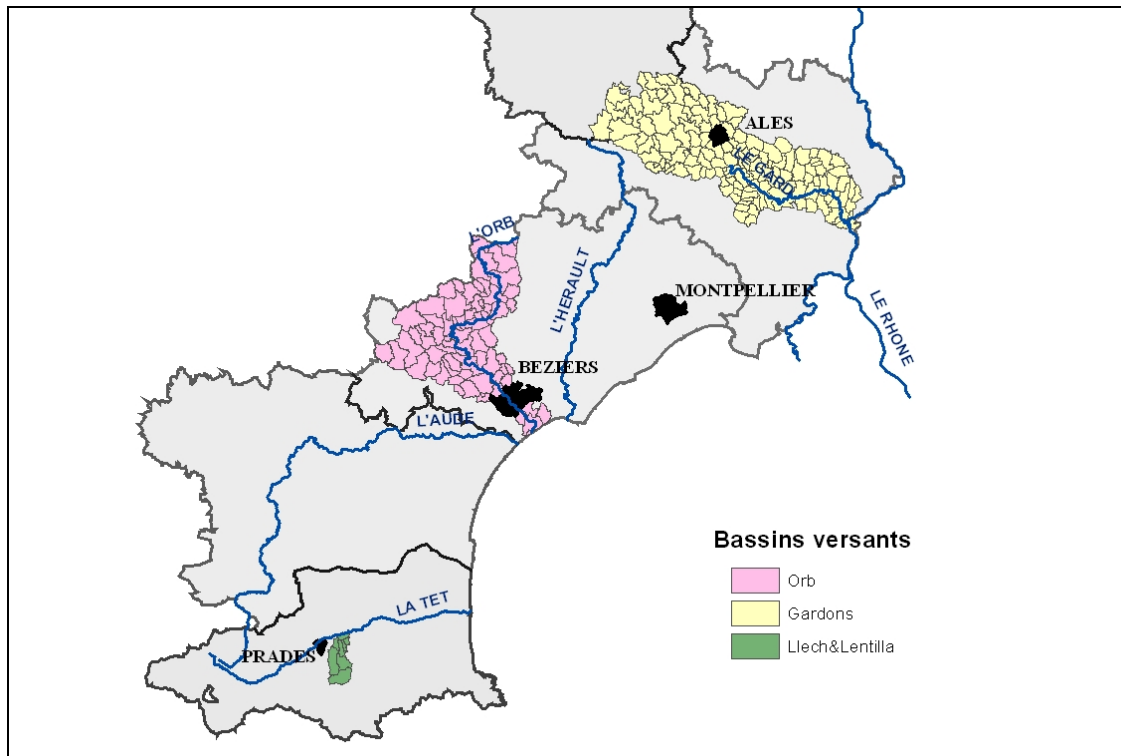 ALES
LE GARD
L'ORB
L'HERAULT
MONTPELLIER
LE RHONE
BEZIERS
L'AUDE
Bassins versants
Orb
Gardons
Llech&Lentilla
LA TET
PRADES